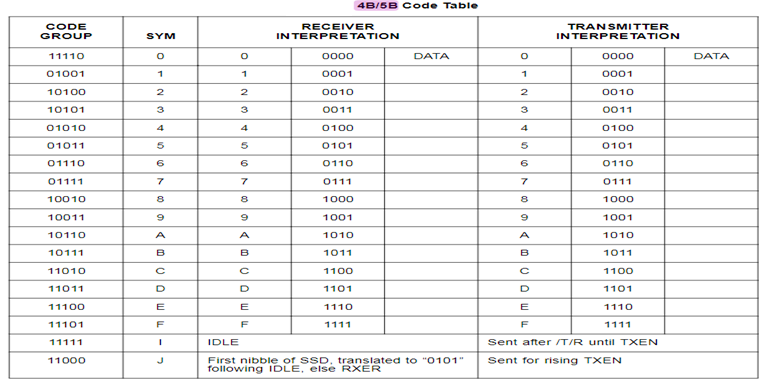 4B/5B Code Table
CODE GROUP SYM RECEIVER INTERPRETATION TRANSMITTER INTERPRETATION
11110 0 0 0000 DATA 0 0000 DATA
01001 1 1 0001 1 0001
10100 2 2 0010 2 0010
10101 3 3 0011 3 0011
01010 4 4 0100 4 0100
01011 5 5 0101 5 0101
01110 6 6 0110 6 0110
01111 7 7 0111 7 0111
10010 8 8 1000 8 1000
10011 9 9 1001 9 1001
10110 A A 1010 A 1010
10111 B B 1011 B 1011
11010 C C 1100 C 1100
11011 D D 1101 D 1101
11100 E E 1110 E 1110
11101 F F 1111 F 1111
11111 I IDLE Sent after /T/R until TXEN
11000 J First nibble of SSD, translated to "0101" Sent for rising TXEN
following IDLE, else RXER